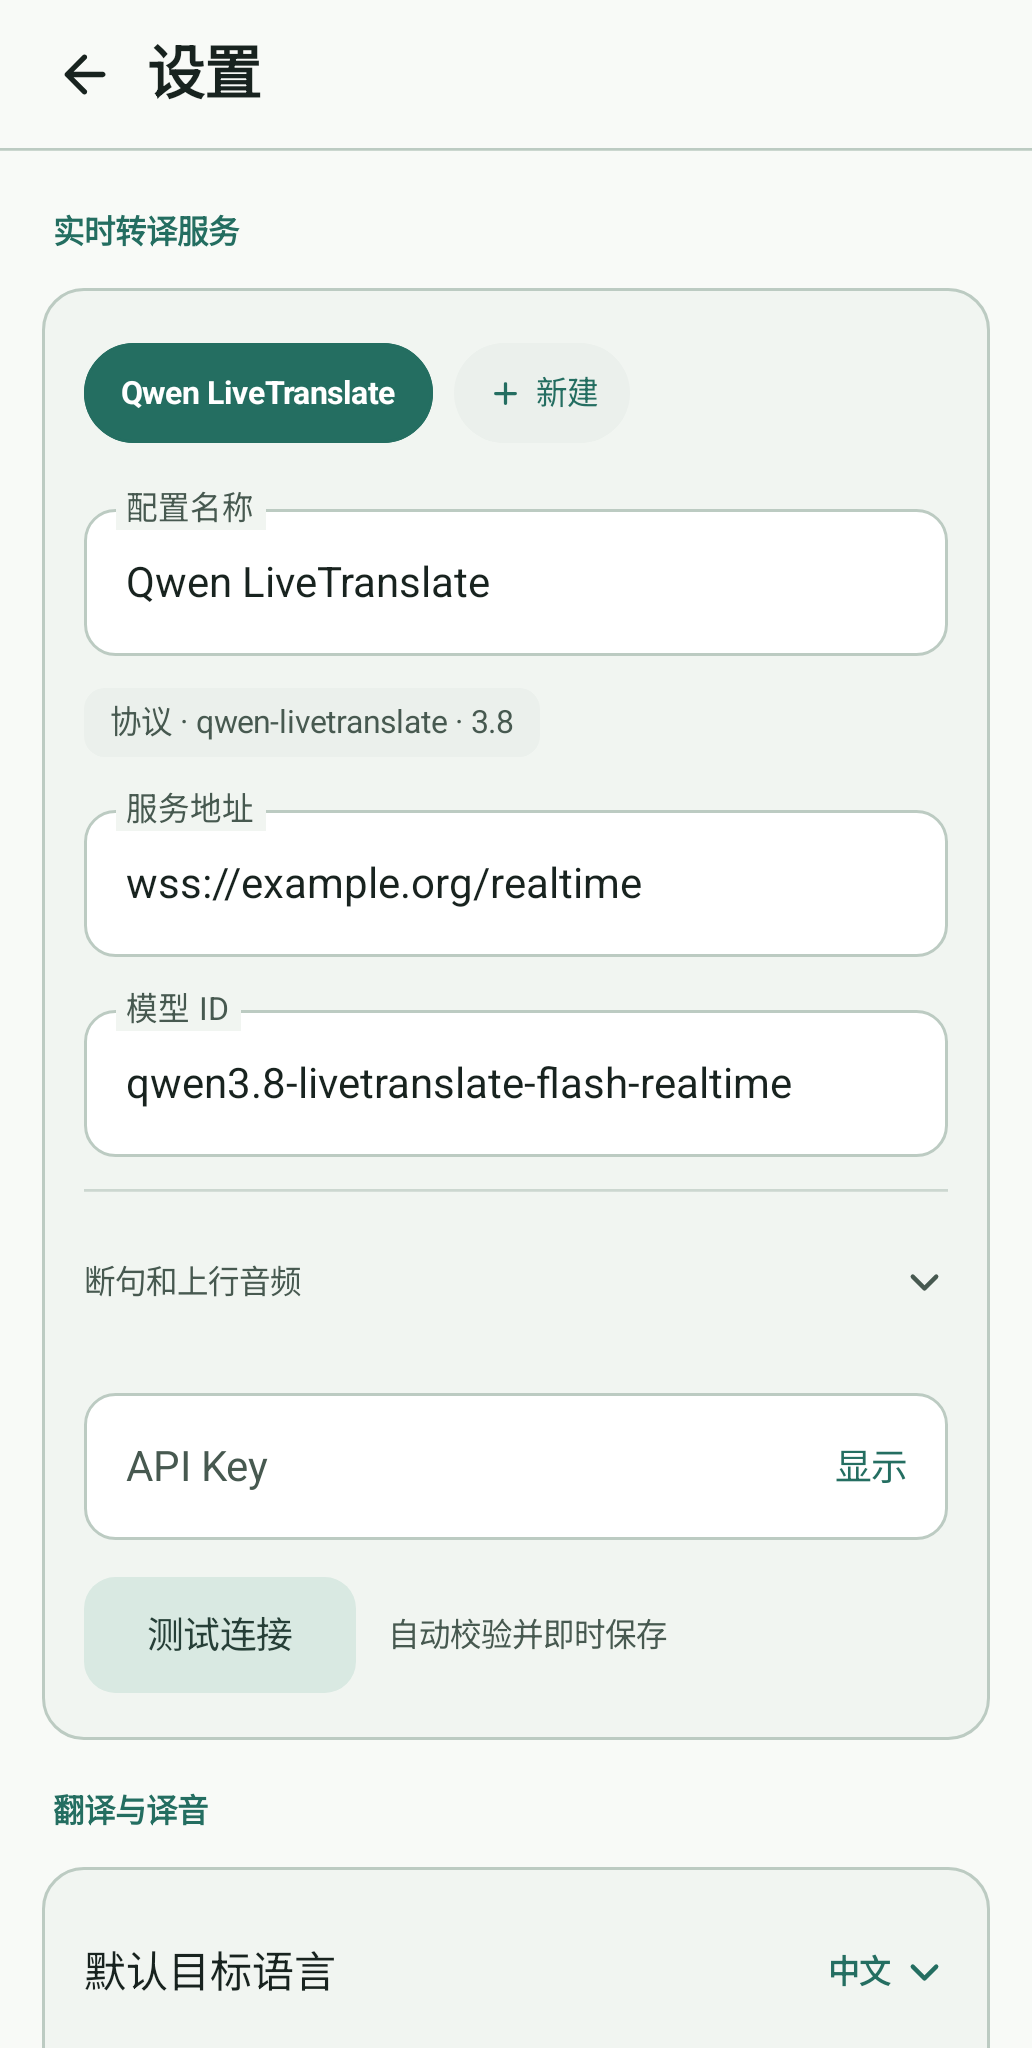 设置
实时转译服务
Qwen LiveTranslate
+ 新建
配置名称
Qwen LiveTranslate
协议 · qwen-livetranslate · 3.8
服务地址
wss://example.org/realtime
模型 ID
qwen3.8-livetranslate-flash-realtime
断句和上行音频
API Key 显示
测试连接 自动校验并即时保存
翻译与译音
默认目标语言 中文